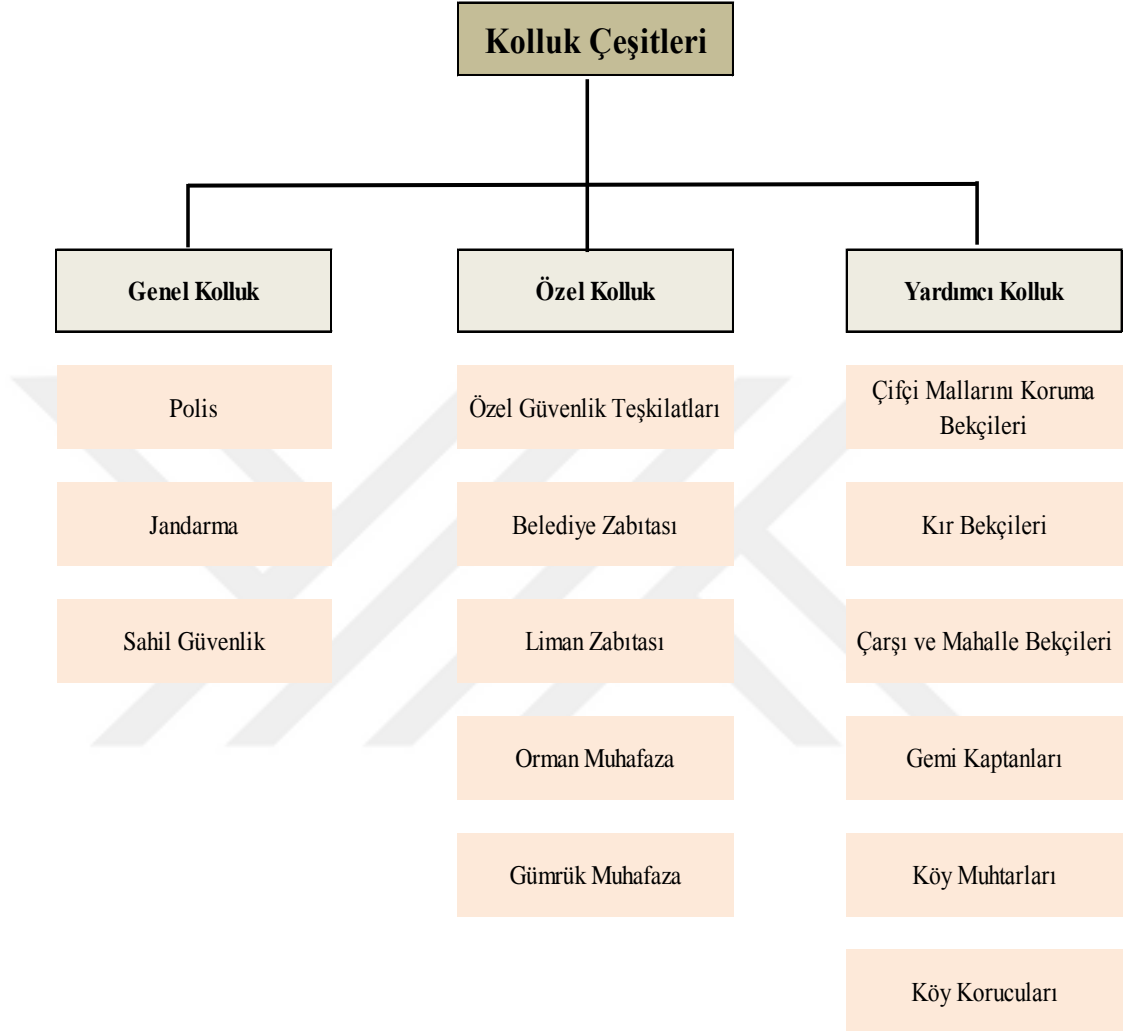 Kolluk Çeşitleri
Genel Kolluk
Polis
Jandarma
Sahil Güvenlik
Özel Kolluk
Özel Güvenlik Teşkilatları
Belediye Zabıtası
Liman Zabıtası
Orman Muhafaza
Gümrük Muhafaza
Yardımcı Kolluk
Çifçi Mallarını Koruma
Bekçileri
Kır Bekçileri
Çarşı ve Mahalle Bekçileri
Gemi Kaptanları
Köy Muhtarları
Köy Korucuları